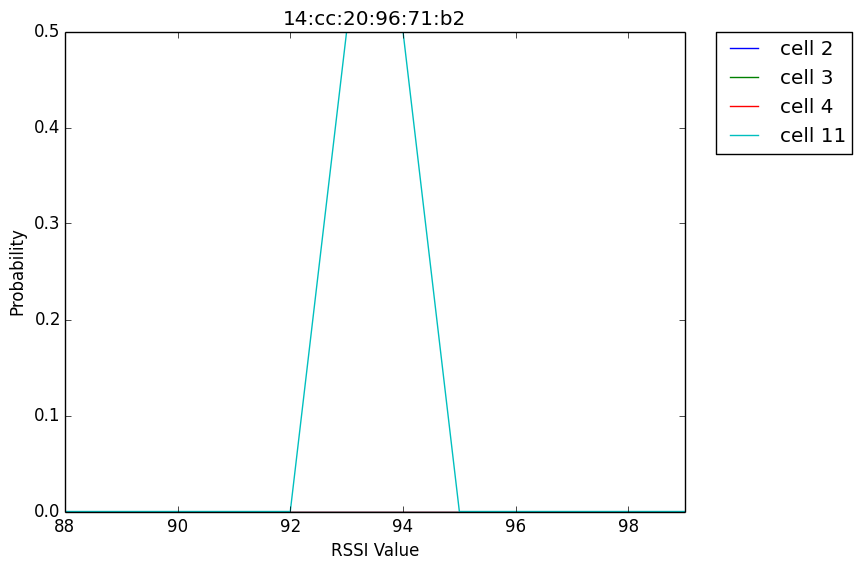 14:cc:20:96:71:b2
0.5
0.4
0.3
0.2
0.1
0.0
Probability
88 90 92 94 96 98
RSSI Value
cell 2
cell 3
cell 4
cell 11